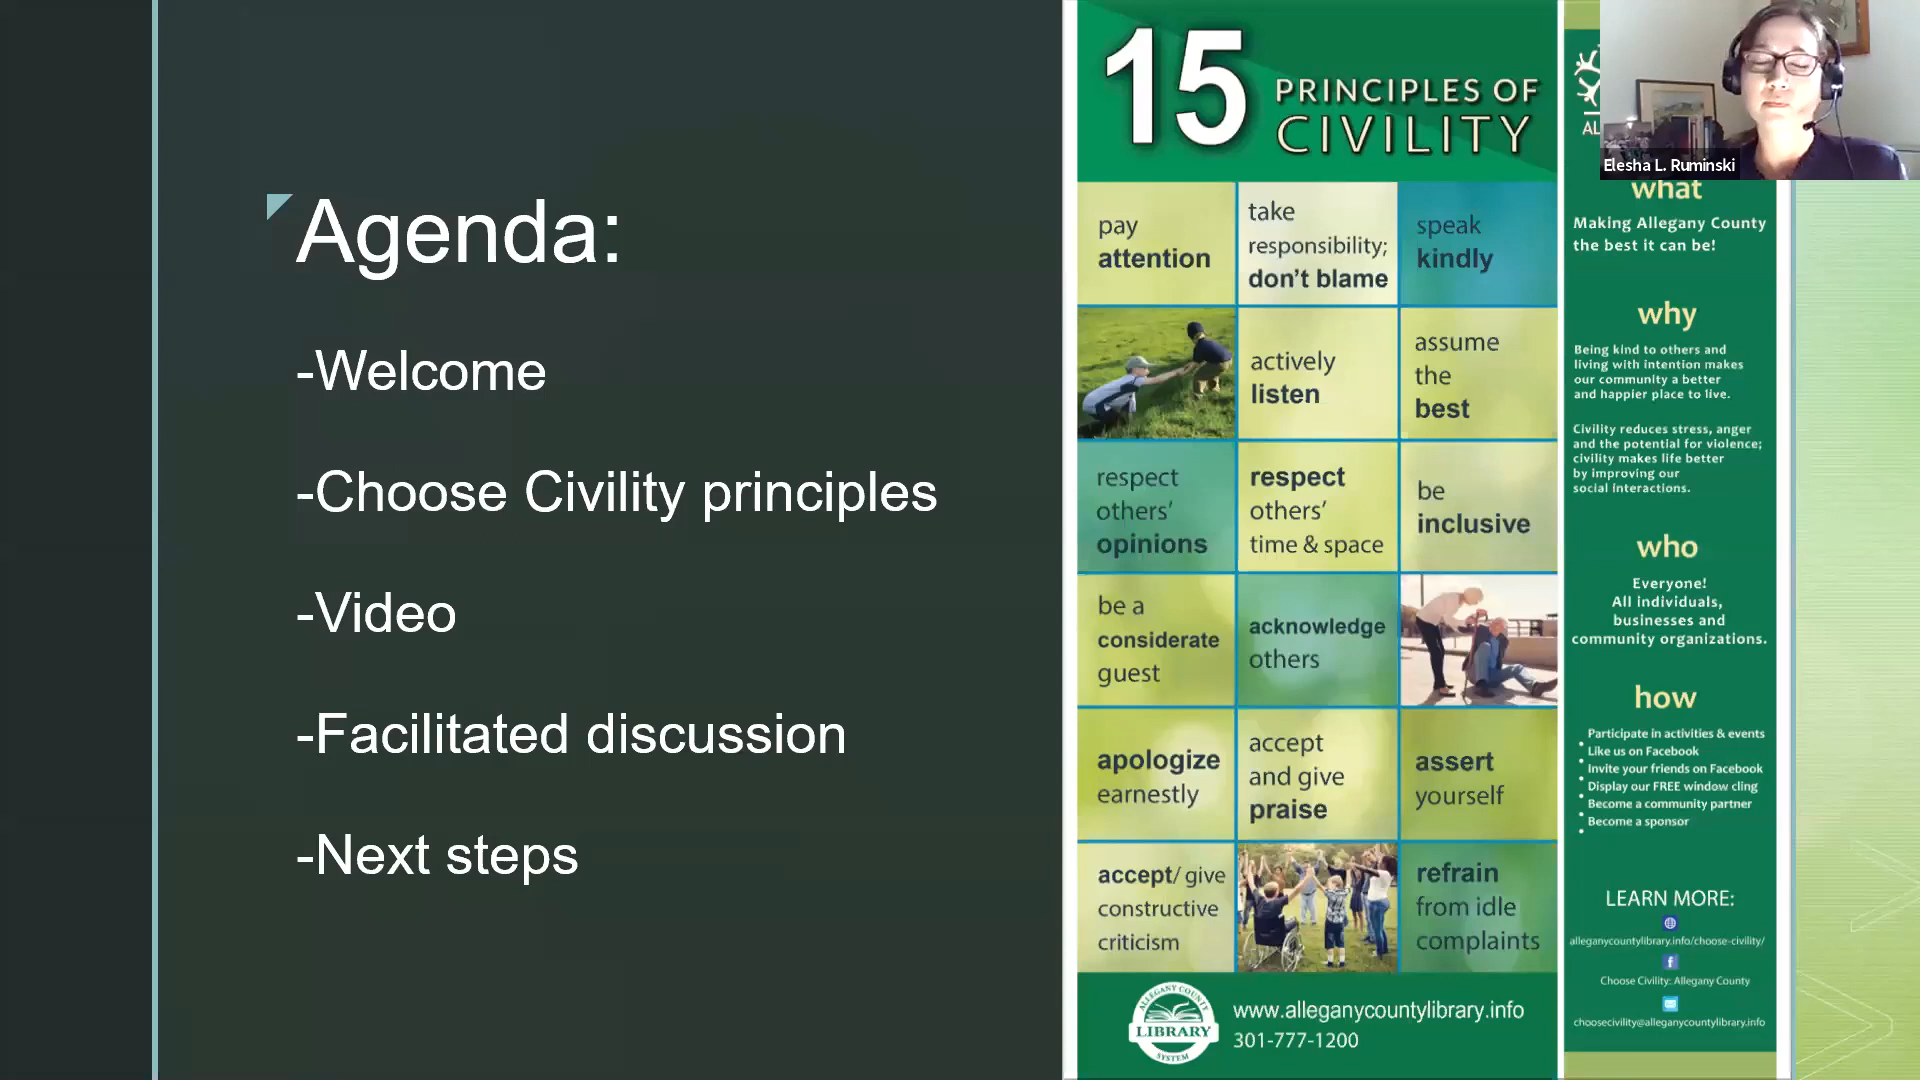 Agenda:
-Welcome
-Choose Civility principles
-Video
-Facilitated discussion
-Next steps
15 PRINCIPLES OF
CIVILITY
pay
attention
take
responsibility;
don't blame
speak
kindly
actively
listen
assume
the
best
respect
others'
opinions
respect
others'
time & space
be
inclusive
be a
considerate
guest
acknowledge
others
apologize
earnestly
accept
and give
praise
assert
yourself
accept/ give
constructive
criticism
refrain
from idle
complaints
ALLEGANY COUNTY
LIBRARY
SYSTEM
www.alleganycountylibrary.info
301-777-1200
AL
Elesha L. Ruminski
what
Making Allegany County
the best it can be!
why
Being kind to others and
living with intention makes
our community a better
and happier place to live.
Civility reduces stress, anger
and the potential for violence;
civility makes life better
by improving our
social interactions.
who
Everyone!
All individuals,
businesses and
community organizations.
how
Participate in activities & events
• Like us on Facebook
• Invite your friends on Facebook
• Display our FREE window cling
• Become a community partner
• Become a sponsor
•
LEARN MORE:
alleganycountylibrary.info/choose-civility/
f
Choose Civility: Allegany County
choosecivility@alleganycountylibrary.info